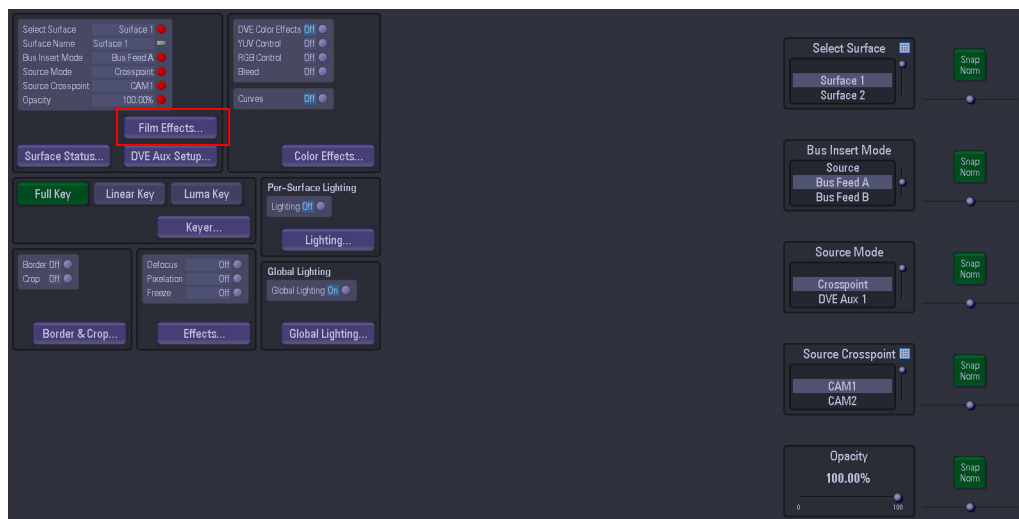 Select Surface Surface 1
Surface Name Surface 1
Bus Insert Mode Bus Feed A
Source Mode Crosspoint
Source Crosspoint CAM1
Opacity 100.00%
Film Effects...
Surface Status... DVE Aux Setup...
DVE Color Effects Off
YUV Control Off
RGB Control Off
Bleed Off
Curves Off
Color Effects...
Full Key Linear Key Luma Key
Keyer...
Per-Surface Lighting
Lighting Off
Lighting...
Border Off
Crop Off
Border & Crop...
Defocus Off
Pixelation Off
Freeze Off
Effects...
Global Lighting
Global Lighting On
Global Lighting...
Select Surface
Surface 1
Surface 2
Snap
Norm
Bus Insert Mode
Source
Bus Feed A
Bus Feed B
Snap
Norm
Source Mode
Crosspoint
DVE Aux 1
Snap
Norm
Source Crosspoint
CAM1
CAM2
Snap
Norm
Opacity
100.00%
0 100
Snap
Norm